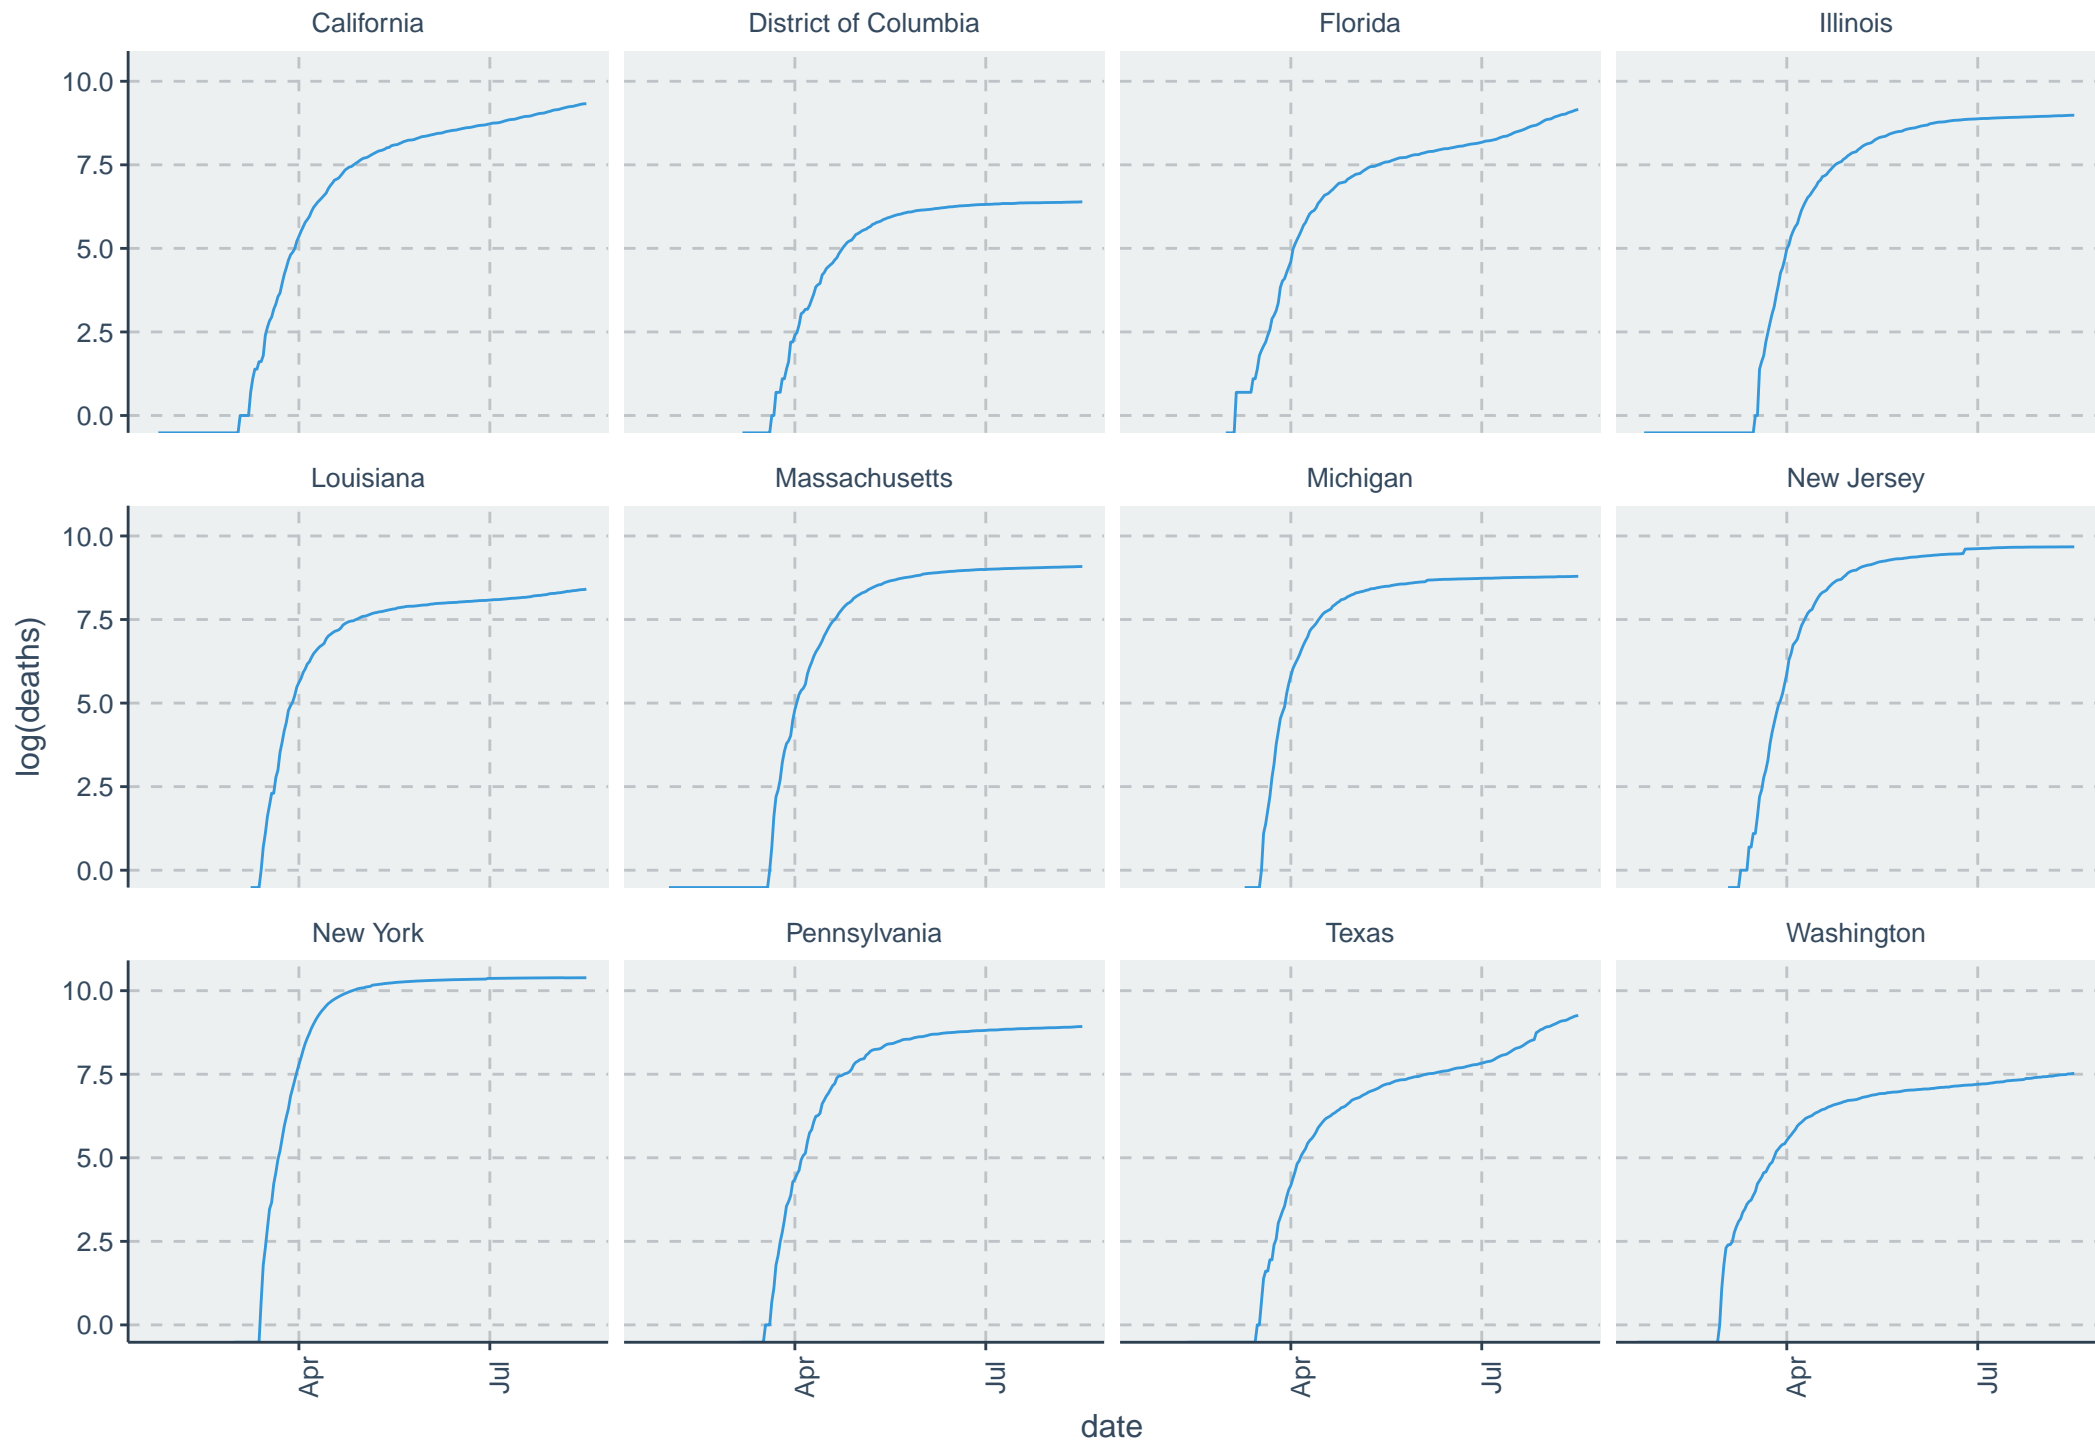 California District of Columbia Florida Illinois
10.0
7.5
5.0
2.5
0.0
Louisiana Massachusetts Michigan New Jersey
10.0
7.5
5.0
2.5
0.0
log(deaths)
New York Pennsylvania Texas Washington
10.0
7.5
5.0
2.5
0.0
Apr Jul Apr Jul Apr Jul Apr Jul
date